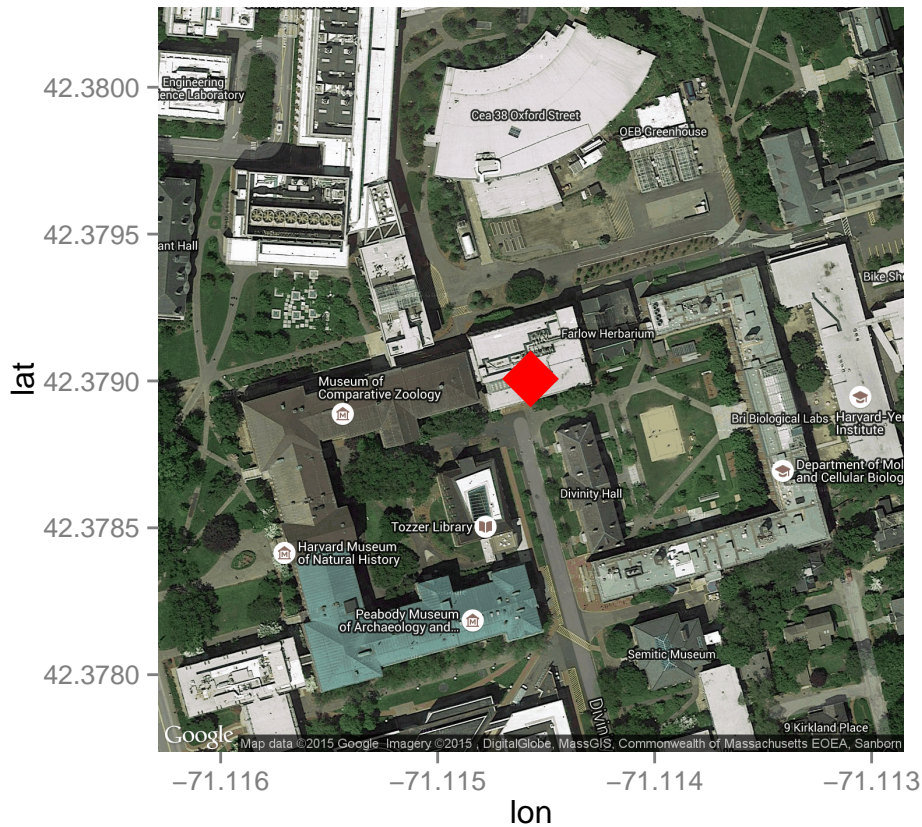 Engineering
ence Laboratory
Cea 38 Oxford Street
OEB Greenhouse
ant Hall
Bike Sh
Farlow Herbarium
Museum of
Comparative Zoology
Bri Biological Labs
Harvard-Yen
Institute
Department of Mol
and Cellular Biolog
Divinity Hall
Tozzer Library
Harvard Museum
of Natural History
Peabody Museum
of Archaeology and...
Semitic Museum
Divin
9 Kirkland Place
Google
Map data ©2015 Google Imagery ©2015 , DigitalGlobe, MassGIS, Commonwealth of Massachusetts EOEA, Sanborn
42.3800
42.3795
42.3790
42.3785
42.3780
lat
−71.116
−71.115
−71.114
−71.113
lon